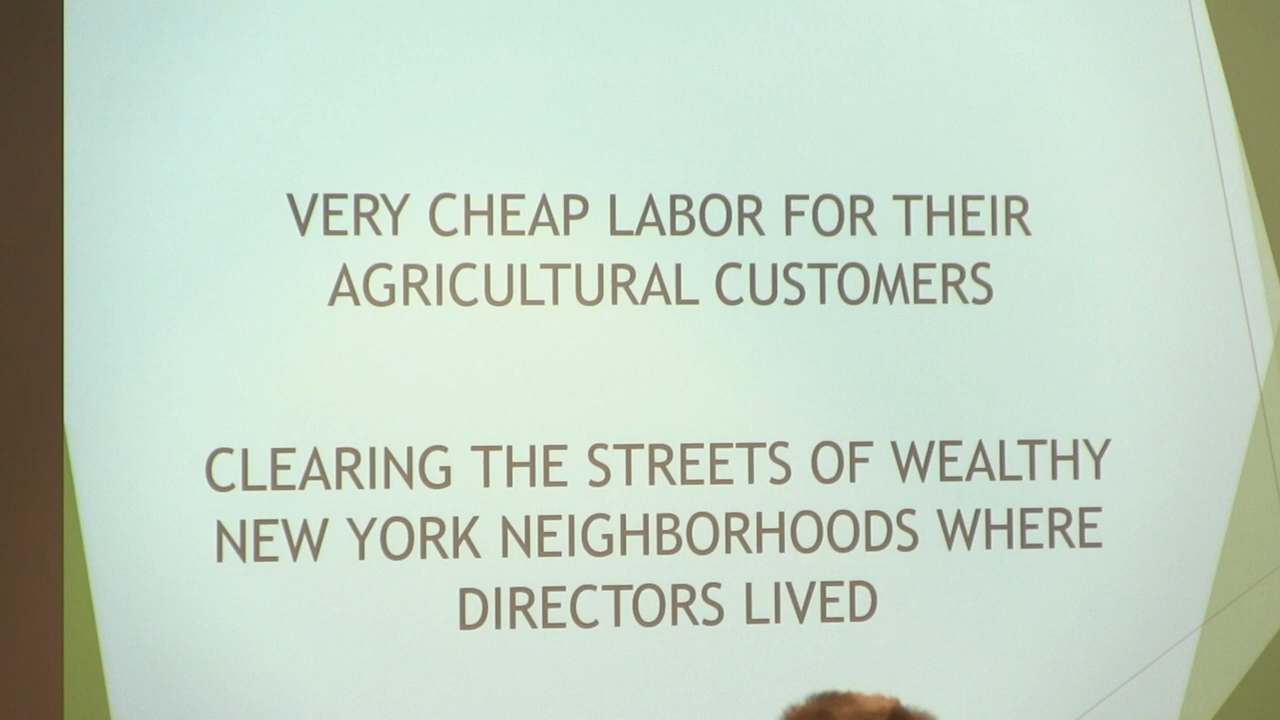 VERY CHEAP LABOR FOR THEIR
AGRICULTURAL CUSTOMERS
CLEARING THE STREETS OF WEALTHY
NEW YORK NEIGHBORHOODS WHERE
DIRECTORS LIVED